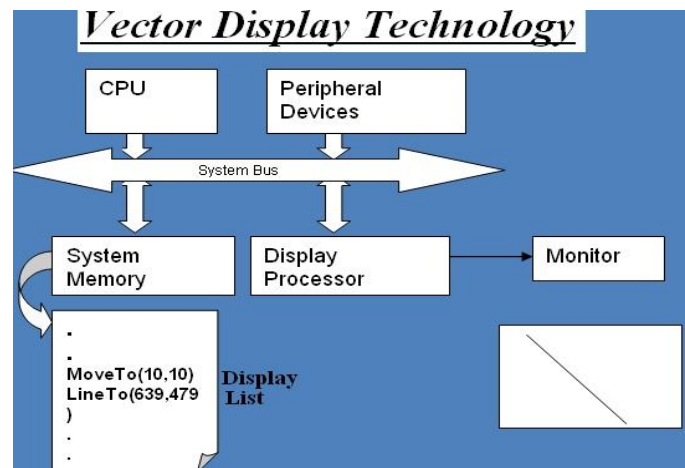 Vector Display Technology
CPU
Peripheral
Devices
System Bus
System
Memory
Display
Processor
Monitor
.
.
MoveTo(10,10)
LineTo(639,479
)
.
.
Display
List